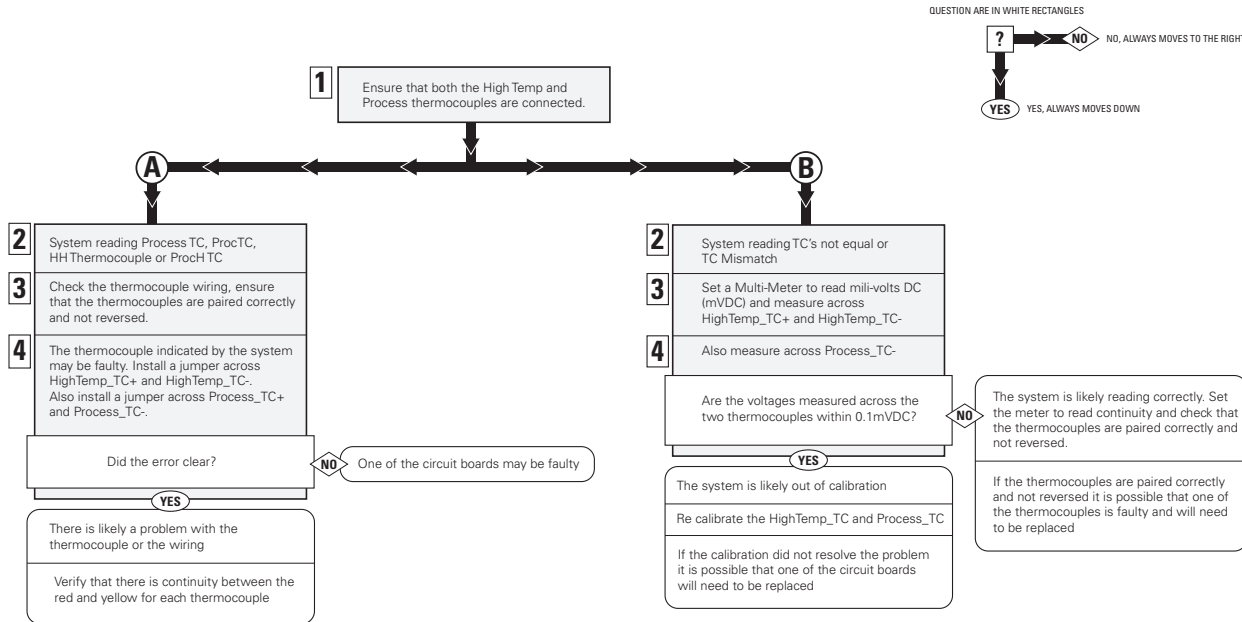 QUESTION ARE IN WHITE RECTANGLES
?
NO
NO, ALWAYS MOVES TO THE RIGHT
YES
YES, ALWAYS MOVES DOWN
1
Ensure that both the High Temp and
Process thermocouples are connected.
A
B
2
System reading Process TC, ProcTC,
HH Thermocouple or ProcH TC
3
Check the thermocouple wiring, ensure
that the thermocouples are paired correctly
and not reversed.
4
The thermocouple indicated by the system
may be faulty. Install a jumper across
HighTemp_TC+ and HighTemp_TC-.
Also install a jumper across Process_TC+
and Process_TC-.
Did the error clear?
NO
One of the circuit boards may be faulty
YES
There is likely a problem with the
thermocouple or the wiring
Verify that there is continuity between the
red and yellow for each thermocouple
2
System reading TC's not equal or
TC Mismatch
3
Set a Multi-Meter to read mili-volts DC
(mVDC) and measure across
HighTemp_TC+ and HighTemp_TC-
4
Also measure across Process_TC-
Are the voltages measured across the
two thermocouples within 0.1mVDC?
NO
The system is likely reading correctly. Set
the meter to read continuity and check that
the thermocouples are paired correctly and
not reversed.
If the thermocouples are paired correctly
and not reversed it is possible that one of
the thermocouples is faulty and will need
to be replaced
YES
The system is likely out of calibration
Re calibrate the HighTemp_TC and Process_TC
If the calibration did not resolve the problem
it is possible that one of the circuit boards
will need to be replaced